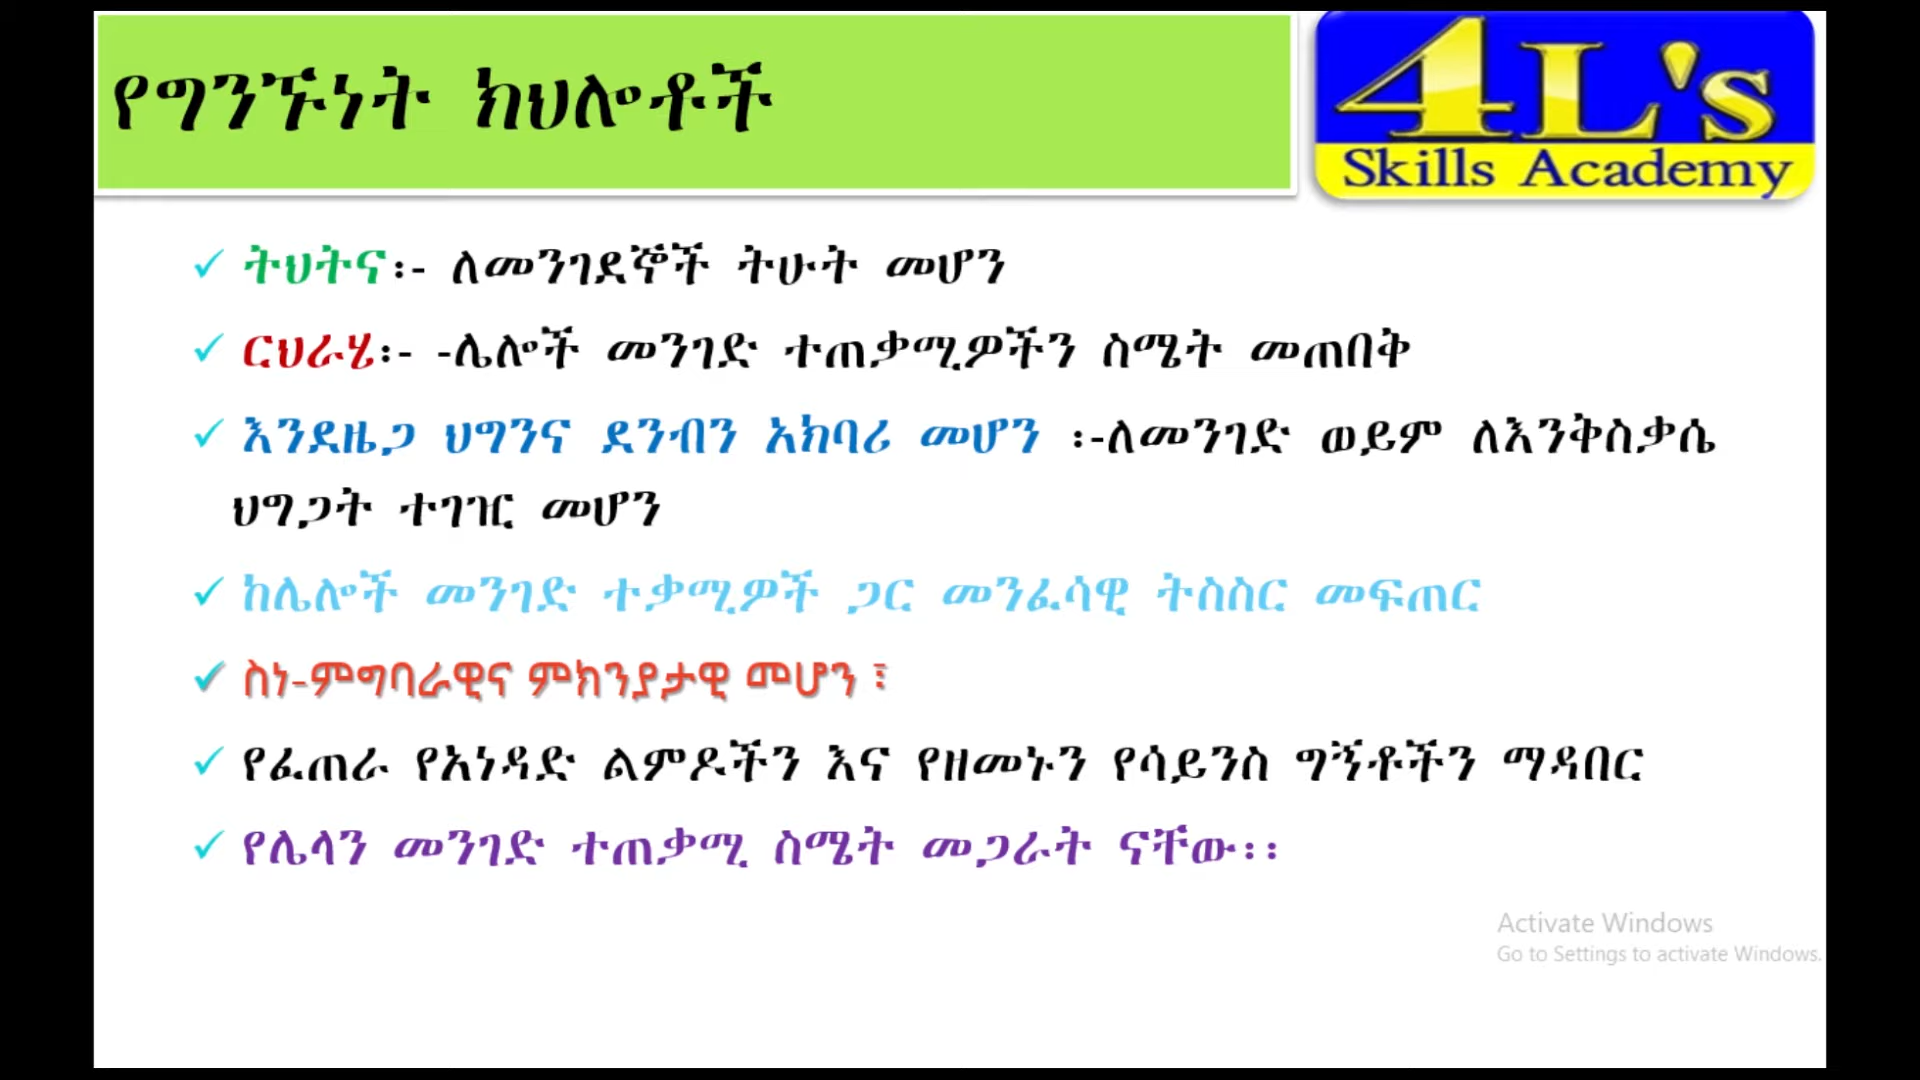 የግንኙነት ክህሎቶች
4L's
Skills Academy
✓ ትህትና፡- ለመንገደኞች ትሁት መሆን
✓ ርህራሄ፡- -ሌሎች መንገድ ተጠቃሚዎችን ስሜት መጠበቅ
✓ እንደዜጋ ህግንና ደንብን አክባሪ መሆን ፡-ለመንገድ ወይም ለእንቅስቃሴ
ህግጋት ተገዢር መሆን
✓ ከሌሎች መንገድ ተቃሚዎች ጋር መንፈሳዊ ትስስር መፍጠር
✓ ስነ-ምግባራዊና ምክንያታዊ መሆን ፣
✓ የፈጠራ የአነዳድ ልምዶችን እና የዘመኑን የሳይንስ ግኝቶችን ማዳበር
✓ የሌላን መንገድ ተጠቃሚ ስሜት መጋራት ናቸው፡፡
Activate Windows
Go to Settings to activate Windows.